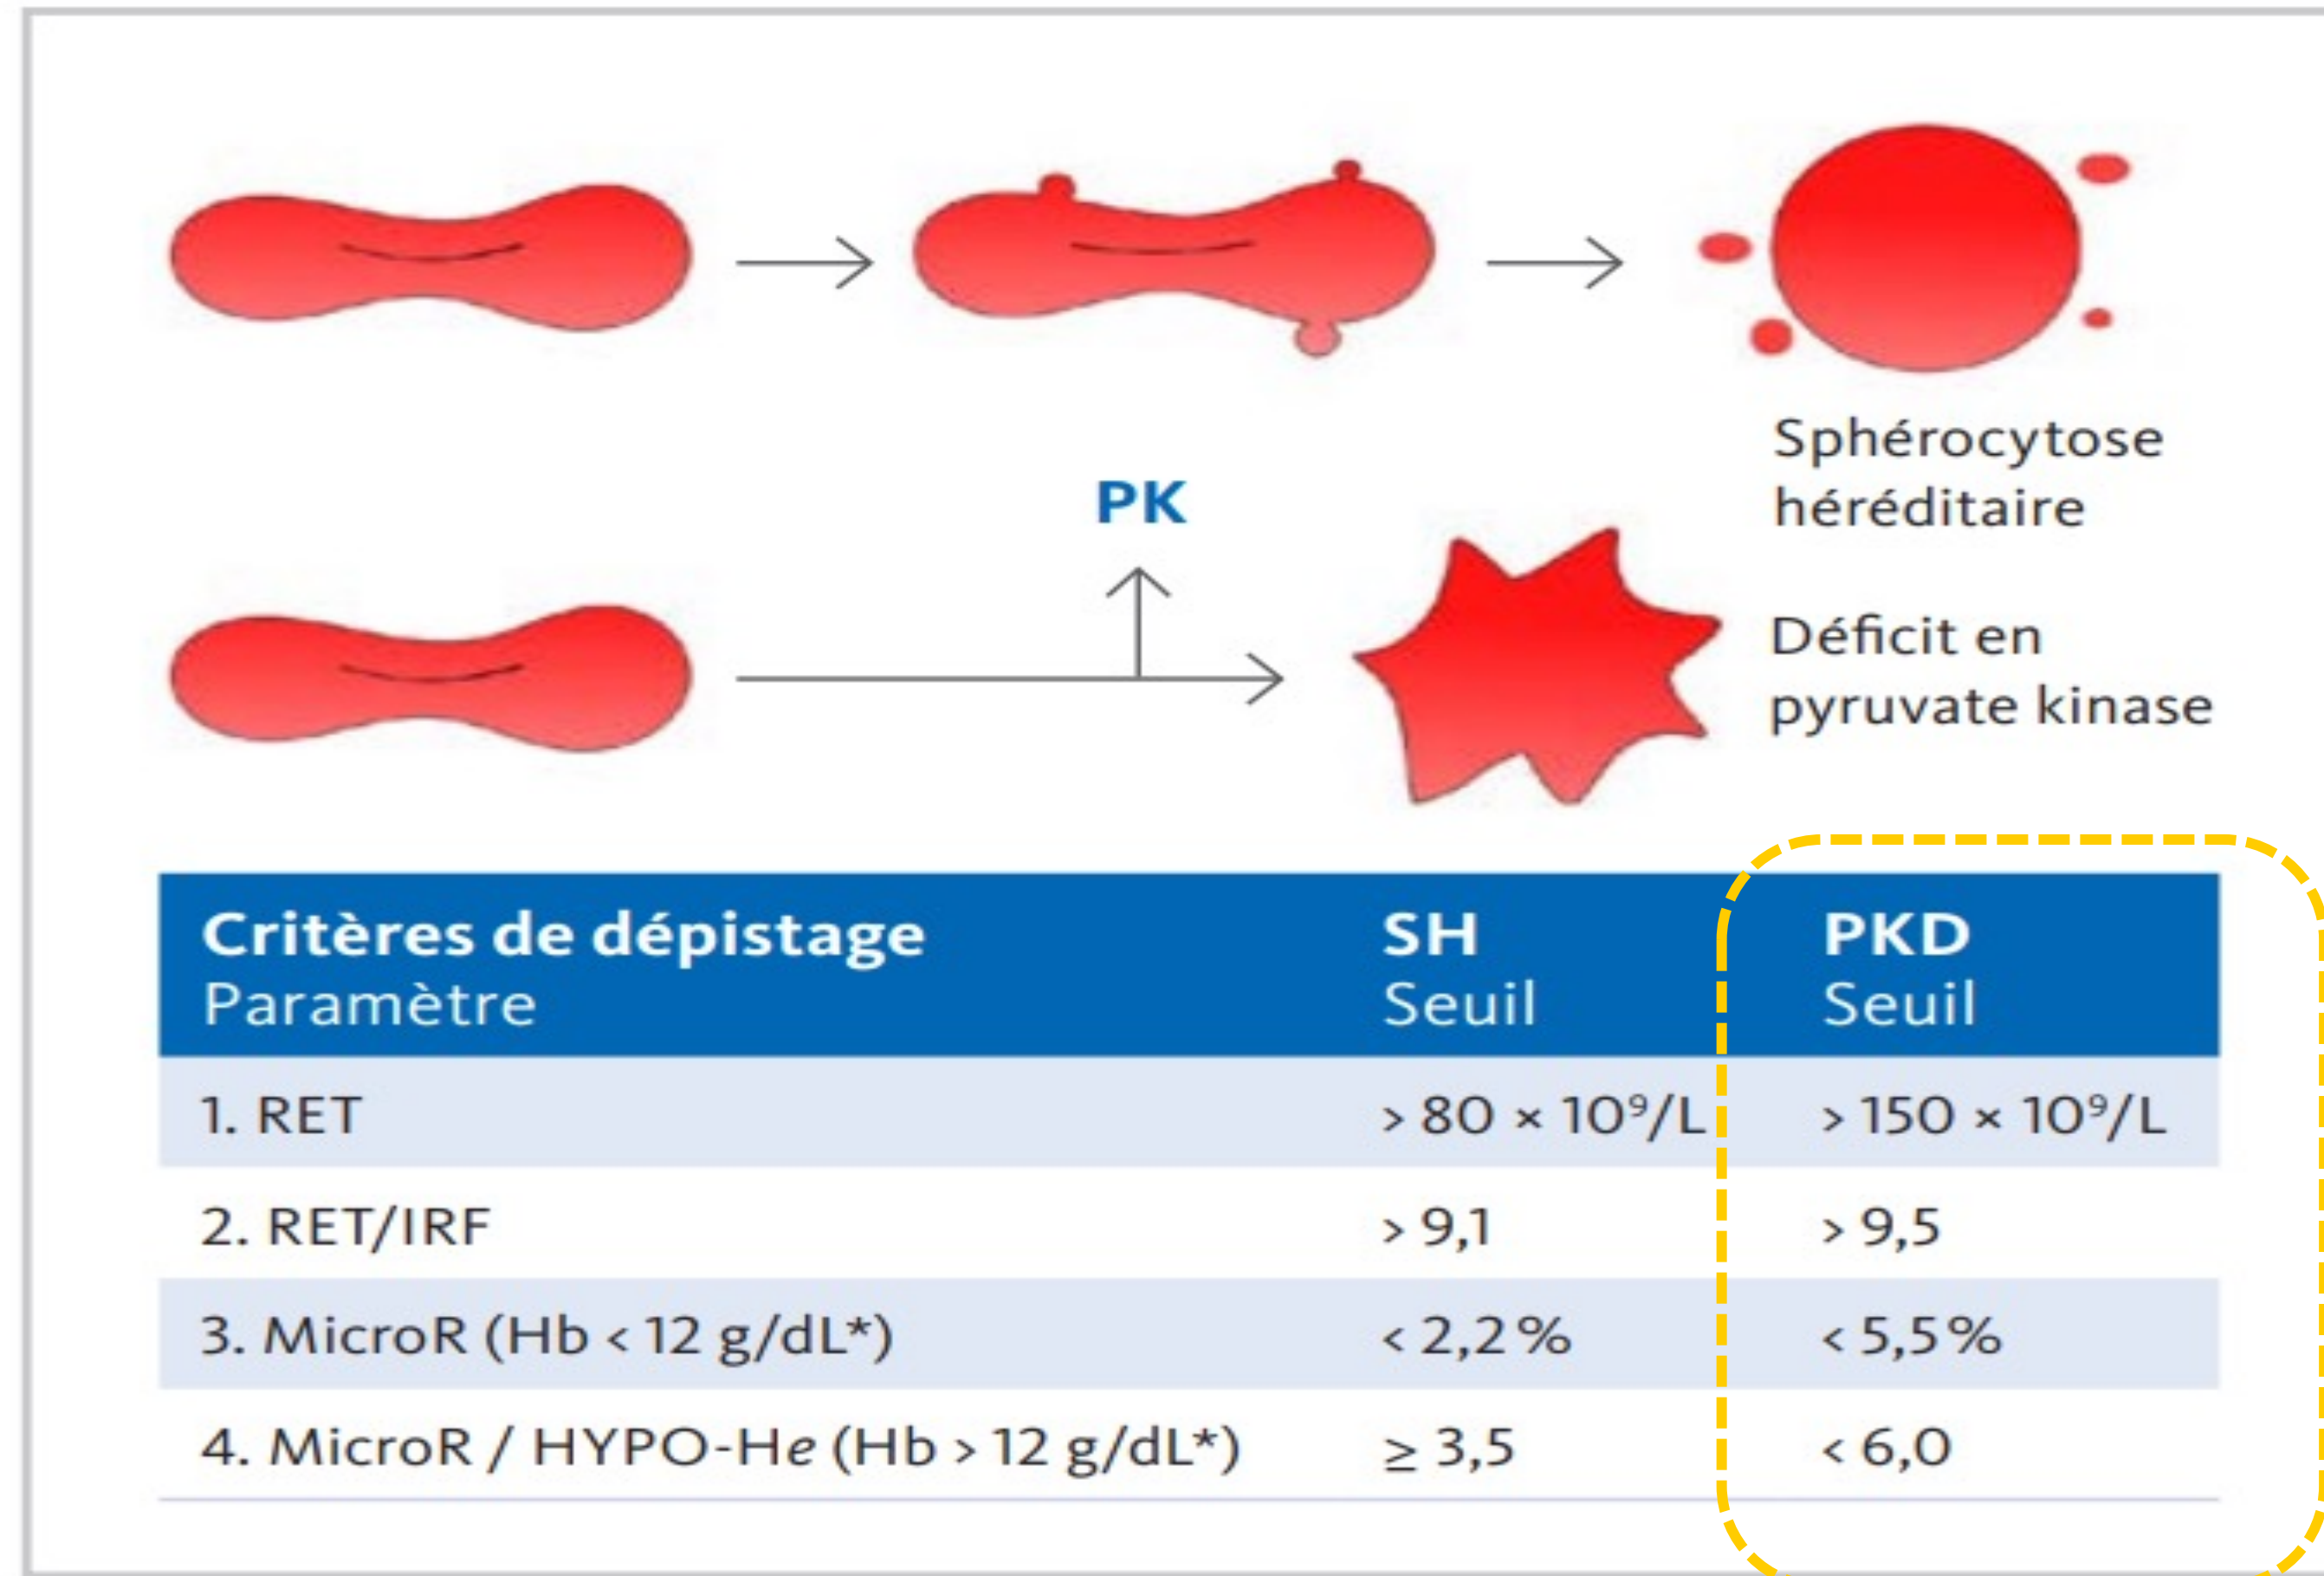 Sphérocytose
héréditaire
PK
Déficit en
pyruvate kinase
Critères de dépistage SH PKD
Paramètre Seuil Seuil
1. RET > 80 × 10⁹/L > 150 × 10⁹/L
2. RET/IRF > 9,1 > 9,5
3. MicroR (Hb < 12 g/dL*) < 2,2 % < 5,5 %
4. MicroR / HYPO-He (Hb > 12 g/dL*) ≥ 3,5 < 6,0